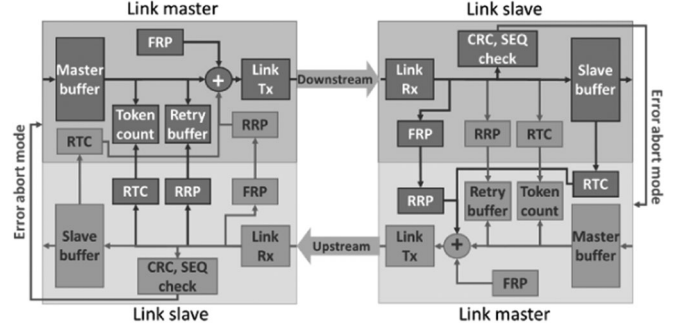 Link master
Link slave
FRP
Master
buffer
+
Link
Tx
Token
count
Retry
buffer
RRP
RTC
RTC
RRP
FRP
Slave
buffer
Link
Rx
CRC, SEQ
check
Link slave
Error abort mode
Downstream
Upstream
CRC, SEQ
check
Link
Rx
Slave
buffer
FRP
RRP
RTC
RRP
RTC
Retry
buffer
Token
count
Link
Tx
+
Master
buffer
FRP
Link master
Error abort mode